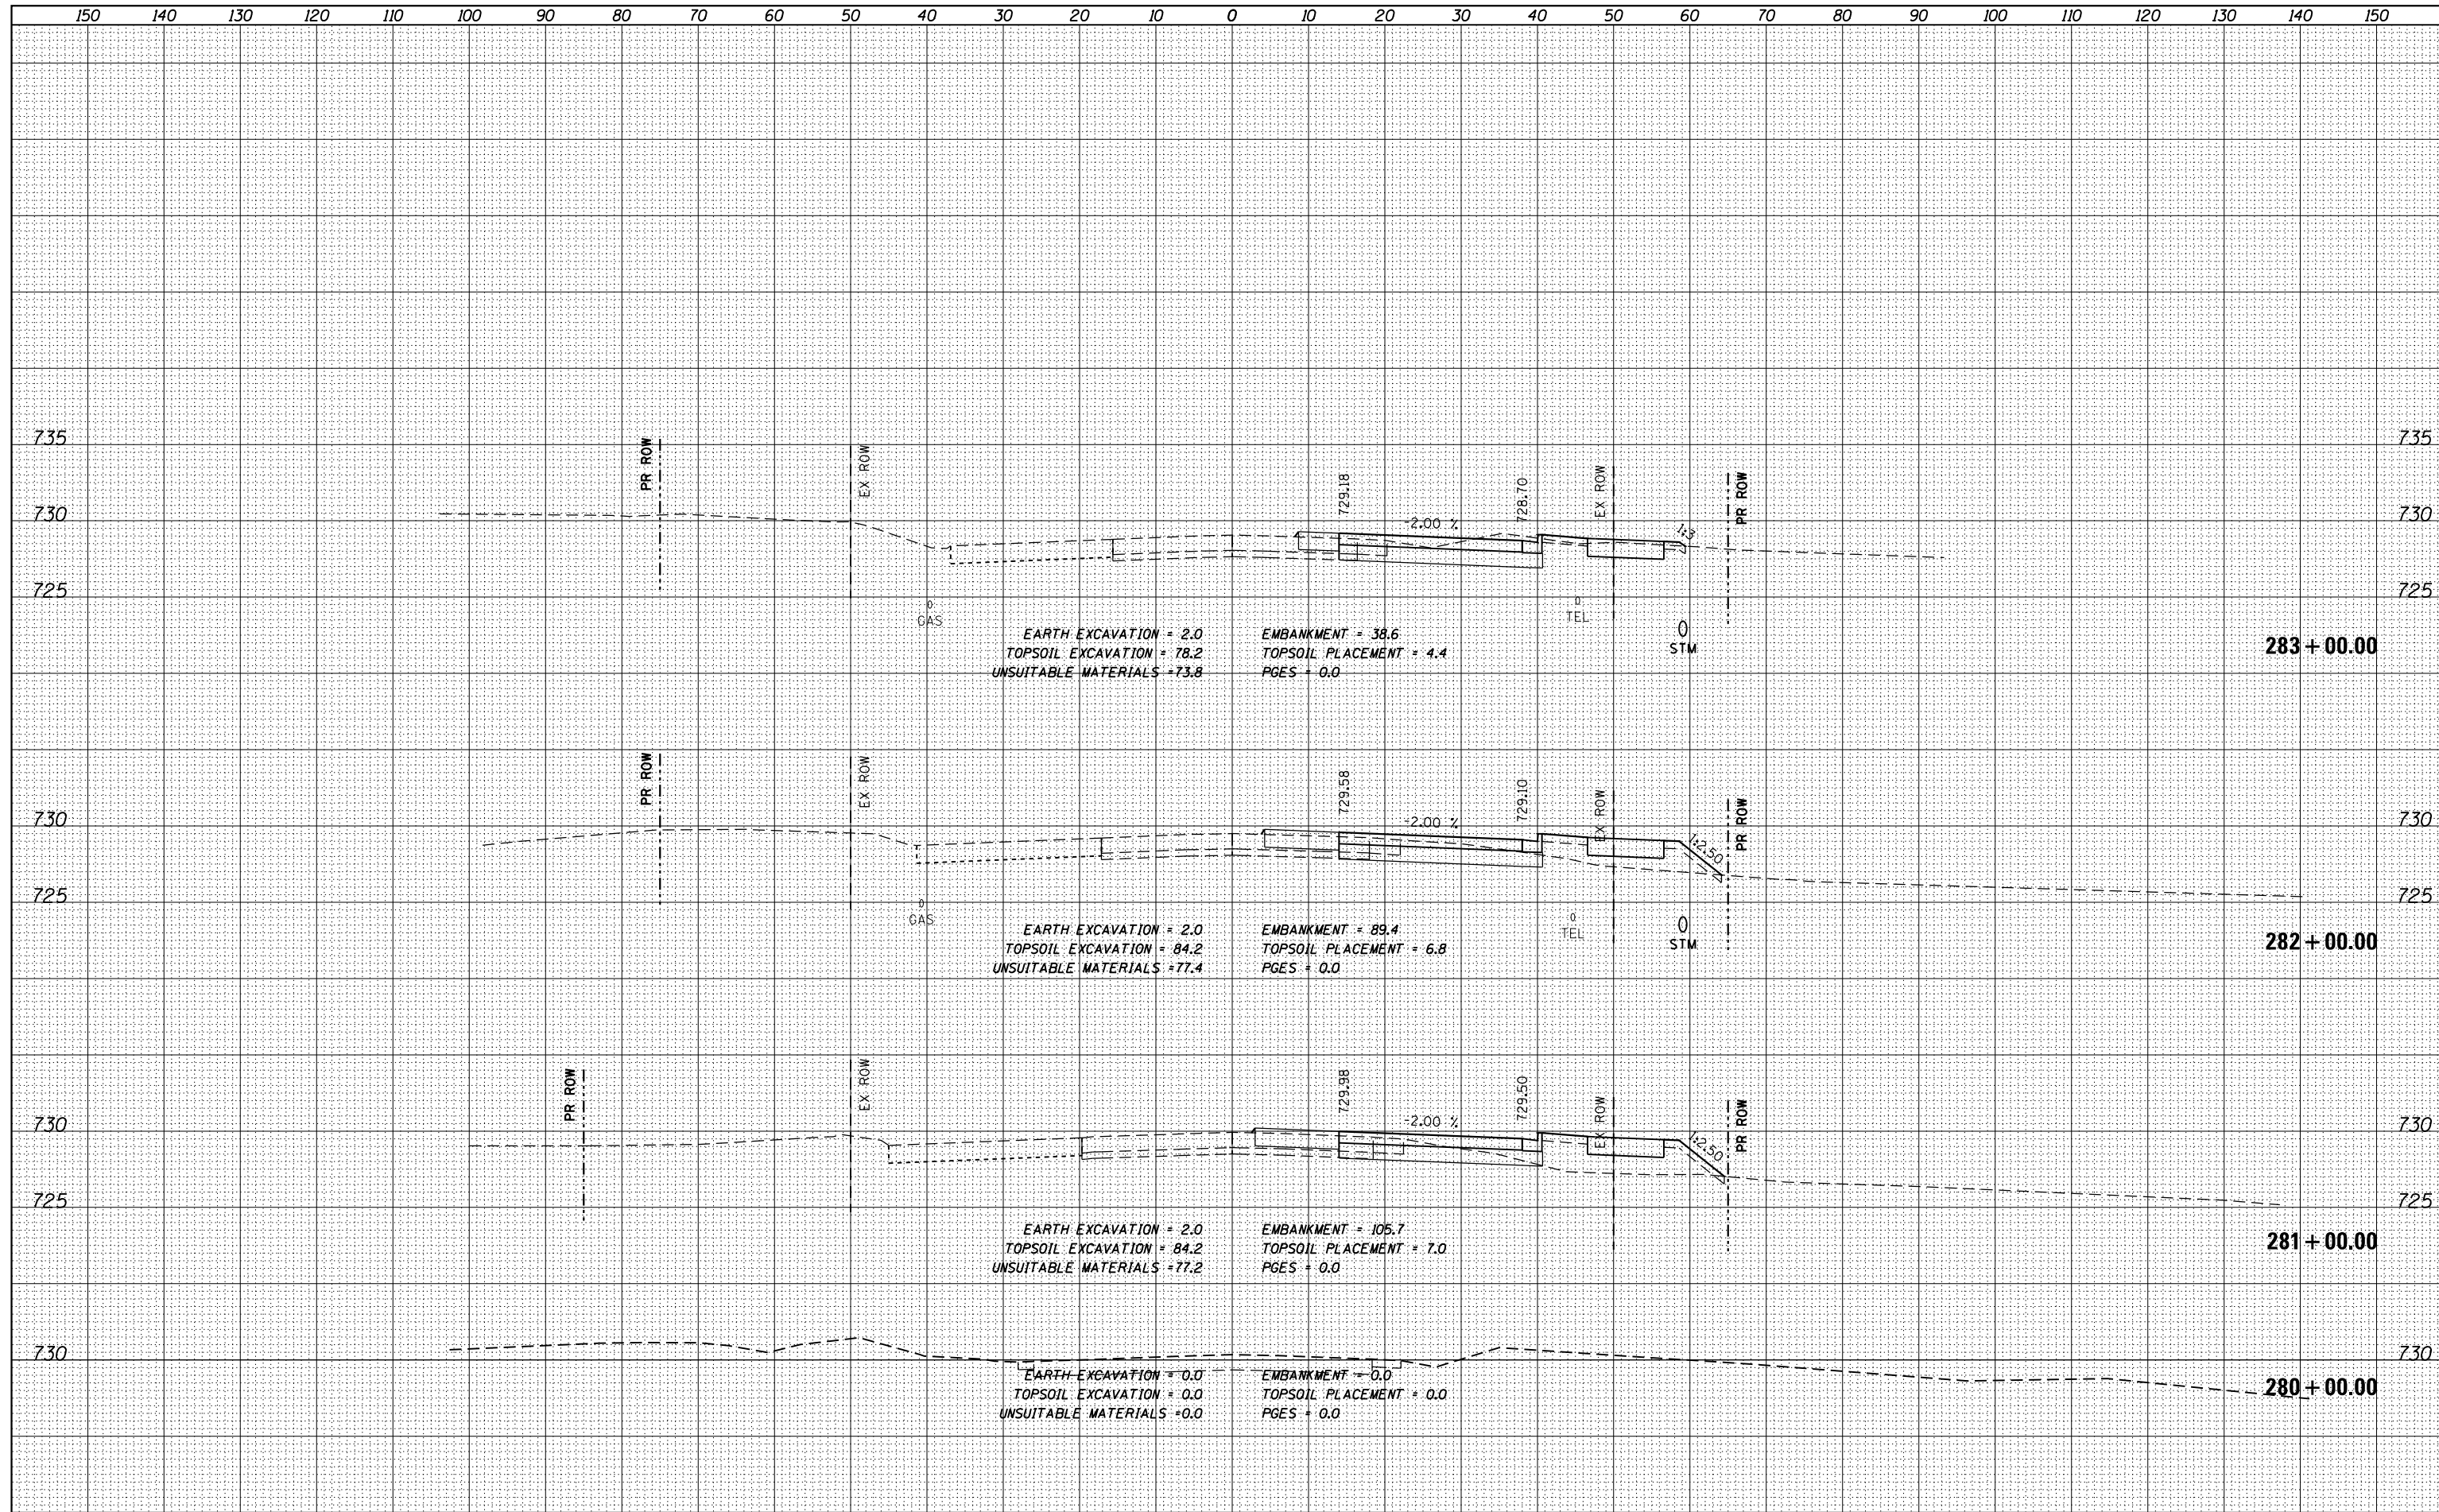 150 140 130 120 110 100 90 80 70 60 50 40 30 20 10 0 10 20 30 40 50 60 70 80 90 100 110 120 130 140 150
735 735
PR ROW EX ROW 729.18 728.70 EX ROW PR ROW
730 -2.00 % 1:3 730
725 725
0 0
GAS TEL
0
STM
EARTH EXCAVATION = 2.0 EMBANKMENT = 38.6
TOPSOIL EXCAVATION = 78.2 TOPSOIL PLACEMENT = 4.4
UNSUITABLE MATERIALS =73.8 PGES = 0.0
283+00.00
PR ROW EX ROW 729.58 729.10 EX ROW PR ROW
730 -2.00 % 1:2.50 730
725 725
0 0
GAS TEL
0
STM
EARTH EXCAVATION = 2.0 EMBANKMENT = 89.4
TOPSOIL EXCAVATION = 84.2 TOPSOIL PLACEMENT = 6.8
UNSUITABLE MATERIALS =77.4 PGES = 0.0
282+00.00
PR ROW EX ROW 729.98 729.50 EX ROW PR ROW
730 -2.00 % 1:2.50 730
725 725
EARTH EXCAVATION = 2.0 EMBANKMENT = 105.7
TOPSOIL EXCAVATION = 84.2 TOPSOIL PLACEMENT = 7.0
UNSUITABLE MATERIALS =77.2 PGES = 0.0
281+00.00
730 730
EARTH EXCAVATION = 0.0 EMBANKMENT = 0.0
TOPSOIL EXCAVATION = 0.0 TOPSOIL PLACEMENT = 0.0
UNSUITABLE MATERIALS =0.0 PGES = 0.0
280+00.00